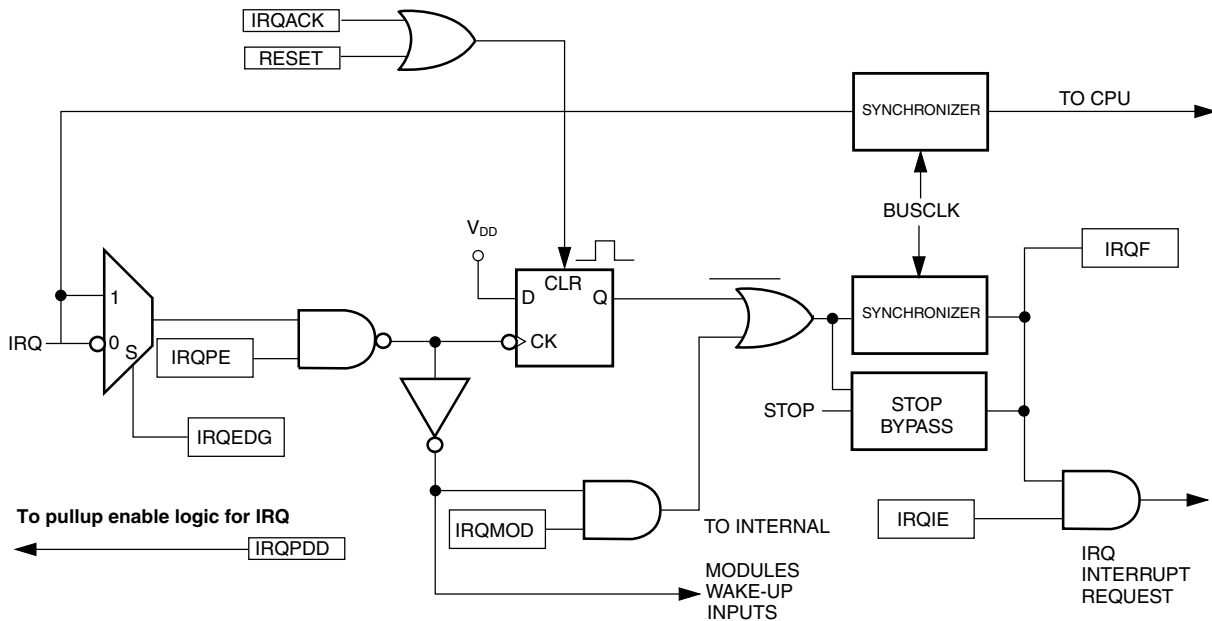 IRQACK
RESET
SYNCHRONIZER
TO CPU
BUSCLK
VDD
CLR
D
Q
CK
IRQF
SYNCHRONIZER
1
IRQ
0
S
IRQPE
IRQEDG
STOP
STOP
BYPASS
To pullup enable logic for IRQ
IRQPDD
IRQMOD
TO INTERNAL
MODULES
WAKE-UP
INPUTS
IRQIE
IRQ
INTERRUPT
REQUEST